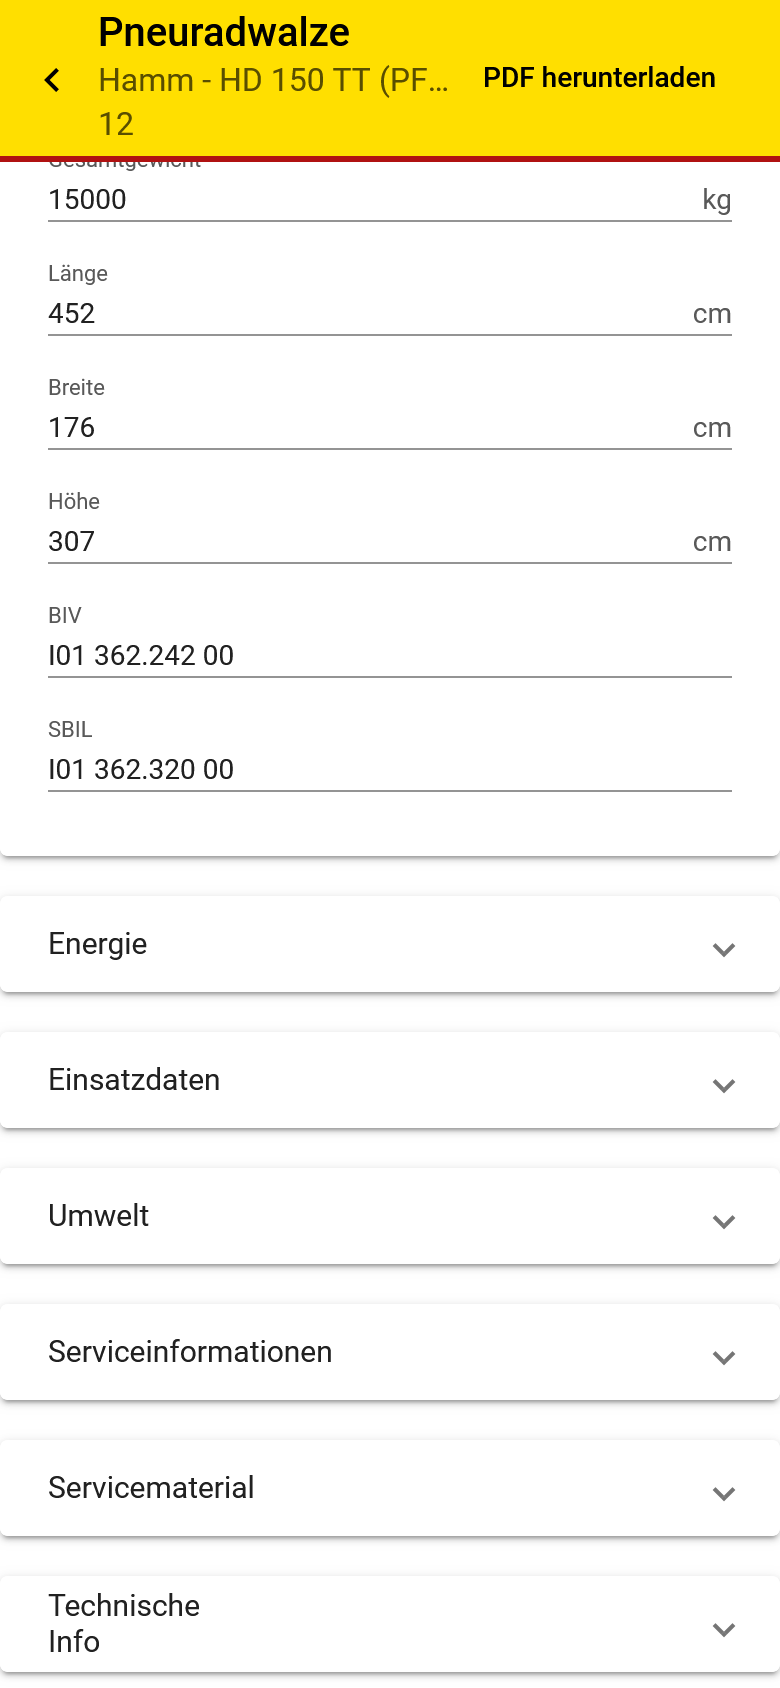 Pneuradwalze
Hamm - HD 150 TT (PF...
12
PDF herunterladen
Gesamtgewicht
15000 kg
Länge
452 cm
Breite
176 cm
Höhe
307 cm
BIV
I01 362.242 00
SBIL
I01 362.320 00
Energie
Einsatzdaten
Umwelt
Serviceinformationen
Servicematerial
Technische
Info